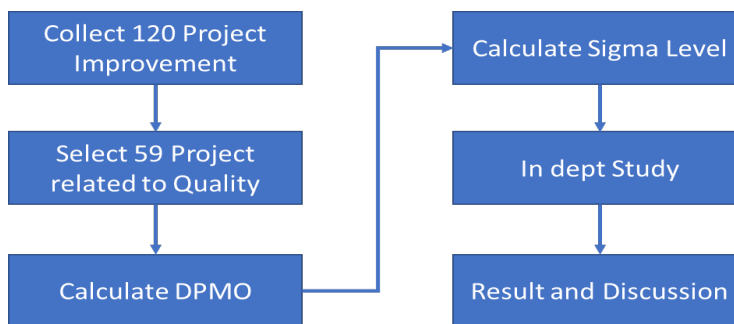 Collect 120 Project
Improvement
Select 59 Project
related to Quality
Calculate DPMO
Calculate Sigma Level
In dept Study
Result and Discussion